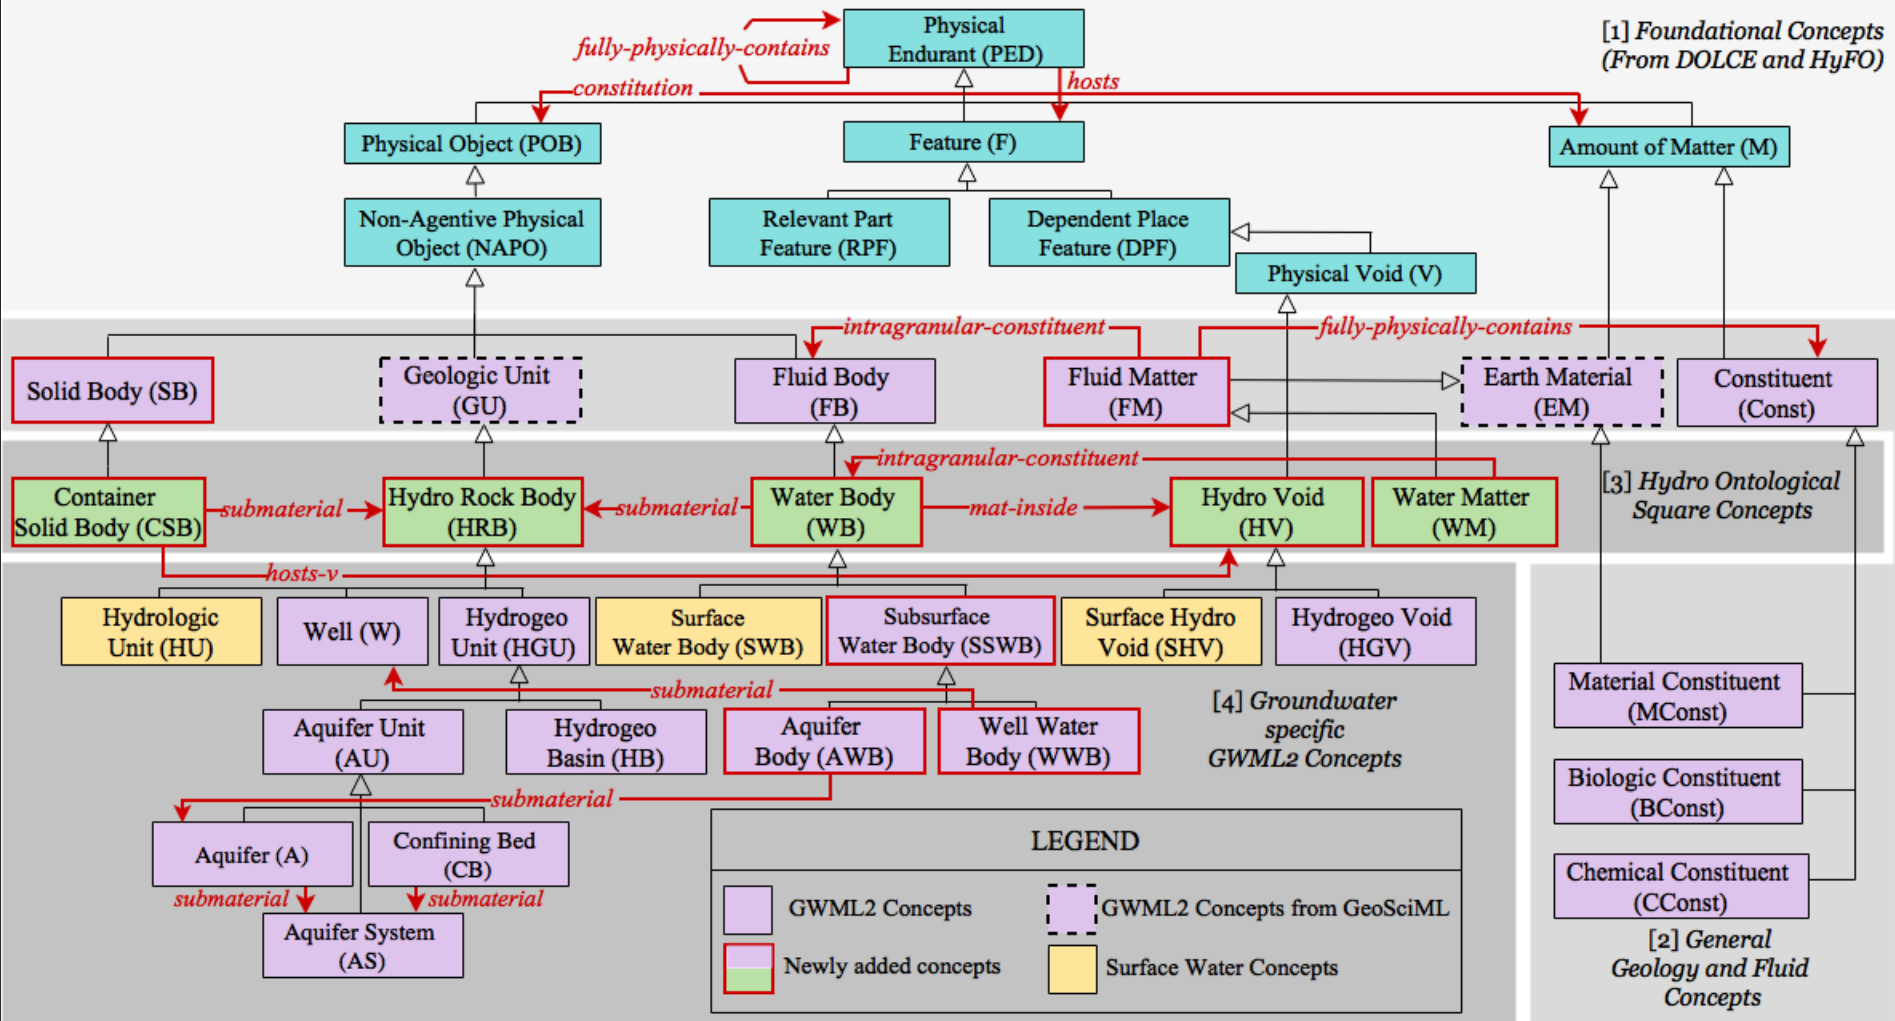 Physical
Endurant (PED)
[1] Foundational Concepts
(From DOLCE and HyFO)
fully-physically-contains
constitution
hosts
Physical Object (POB)
Feature (F)
Amount of Matter (M)
Non-Agentive Physical
Object (NAPO)
Relevant Part
Feature (RPF)
Dependent Place
Feature (DPF)
Physical Void (V)
intragranular-constituent
fully-physically-contains
Solid Body (SB)
Geologic Unit
(GU)
Fluid Body
(FB)
Fluid Matter
(FM)
Earth Material
(EM)
Constituent
(Const)
intragranular-constituent
Container
Solid Body (CSB)
submaterial
Hydro Rock Body
(HRB)
submaterial
Water Body
(WB)
mat-inside
Hydro Void
(HV)
Water Matter
(WM)
[3] Hydro Ontological
Square Concepts
hosts-v
Hydrologic
Unit (HU)
Well (W)
Hydrogeo
Unit (HGU)
Surface
Water Body (SWB)
Subsurface
Water Body (SSWB)
Surface Hydro
Void (SHV)
Hydrogeo Void
(HGV)
submaterial
[4] Groundwater
specific
GWML2 Concepts
Material Constituent
(MConst)
Aquifer Unit
(AU)
Hydrogeo
Basin (HB)
Aquifer
Body (AWB)
Well Water
Body (WWB)
Biologic Constituent
(BConst)
submaterial
Aquifer (A)
Confining Bed
(CB)
Chemical Constituent
(CConst)
submaterial
submaterial
Aquifer System
(AS)
[2] General
Geology and Fluid
Concepts
LEGEND
GWML2 Concepts
GWML2 Concepts from GeoSciML
Newly added concepts
Surface Water Concepts